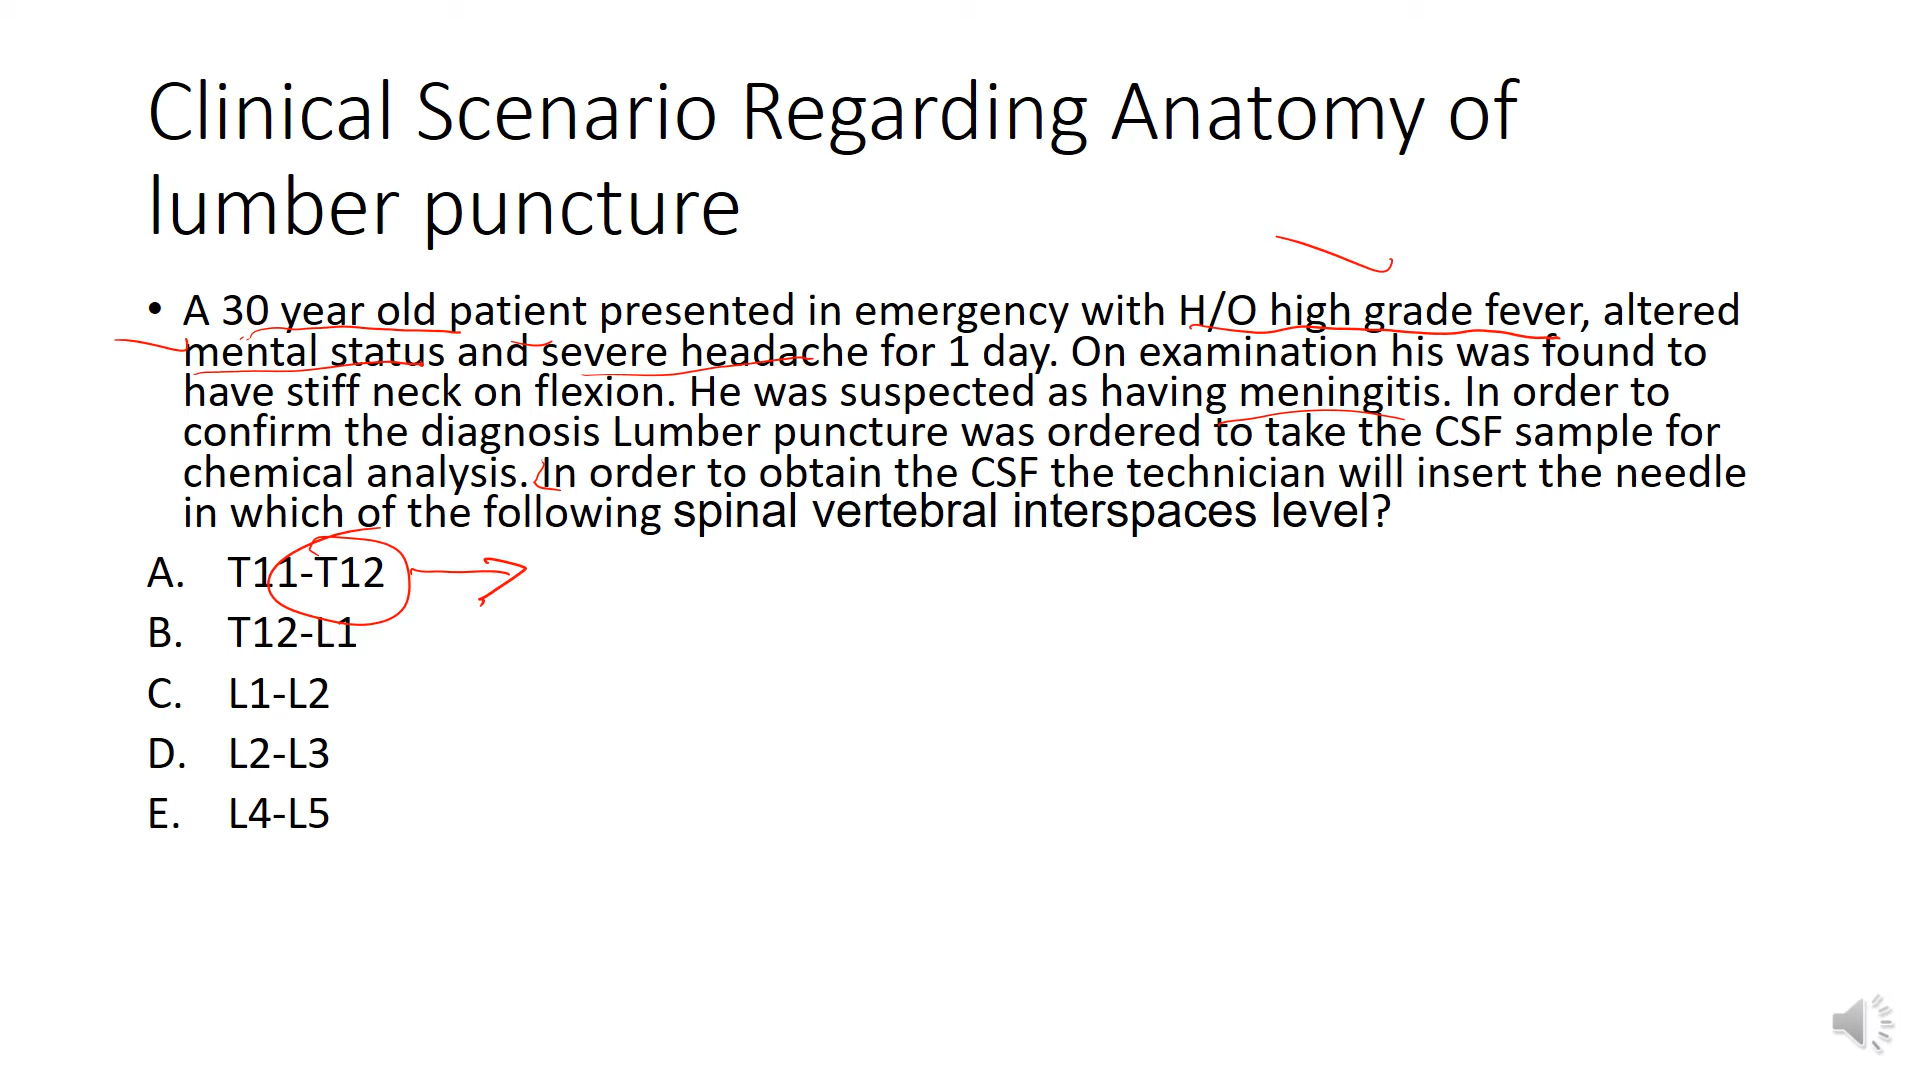 Clinical Scenario Regarding Anatomy of
lumber puncture
• A 30 year old patient presented in emergency with H/O high grade fever, altered
mental status and severe headache for 1 day. On examination his was found to
have stiff neck on flexion. He was suspected as having meningitis. In order to
confirm the diagnosis Lumber puncture was ordered to take the CSF sample for
chemical analysis. In order to obtain the CSF the technician will insert the needle
in which of the following spinal vertebral interspaces level?
A. T11-T12
B. T12-L1
C. L1-L2
D. L2-L3
E. L4-L5